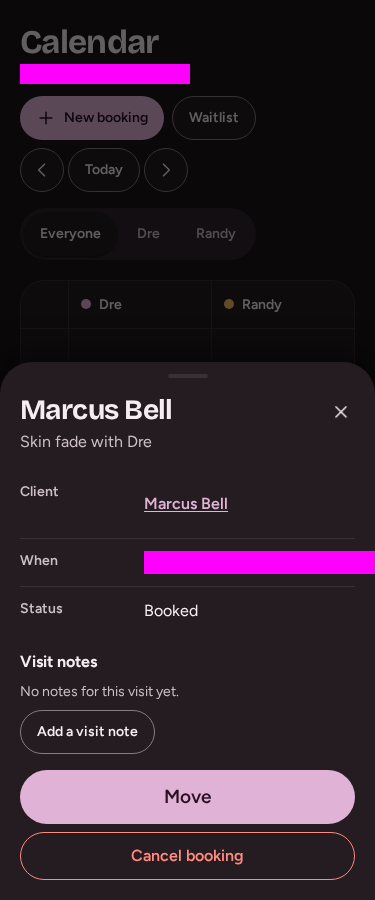 Calendar
New booking
Waitlist
Today
Everyone
Dre
Randy
Dre
Randy
Marcus Bell
Skin fade with Dre
Client
Marcus Bell
When
Status
Booked
Visit notes
No notes for this visit yet.
Add a visit note
Move
Cancel booking